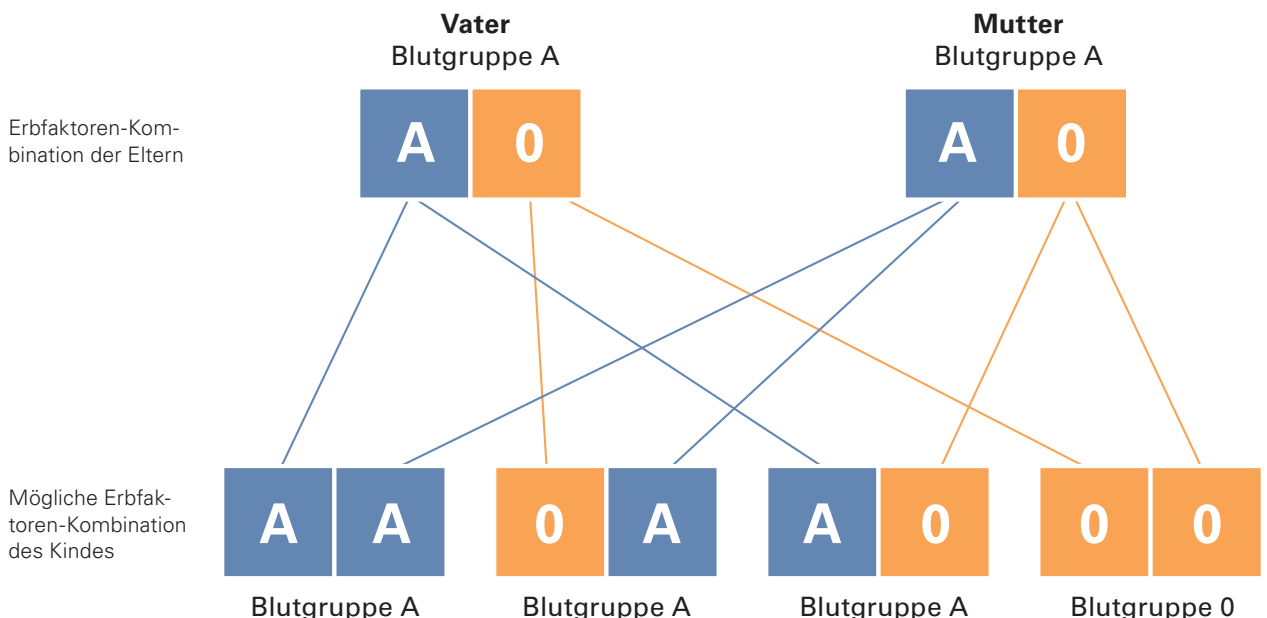 Vater
Blutgruppe A
Mutter
Blutgruppe A
Erbfaktoren-Kom-
bination der Eltern
A 0
A 0
Mögliche Erbfak-
toren-Kombination
des Kindes
A A
0 A
A 0
0 0
Blutgruppe A
Blutgruppe A
Blutgruppe A
Blutgruppe 0